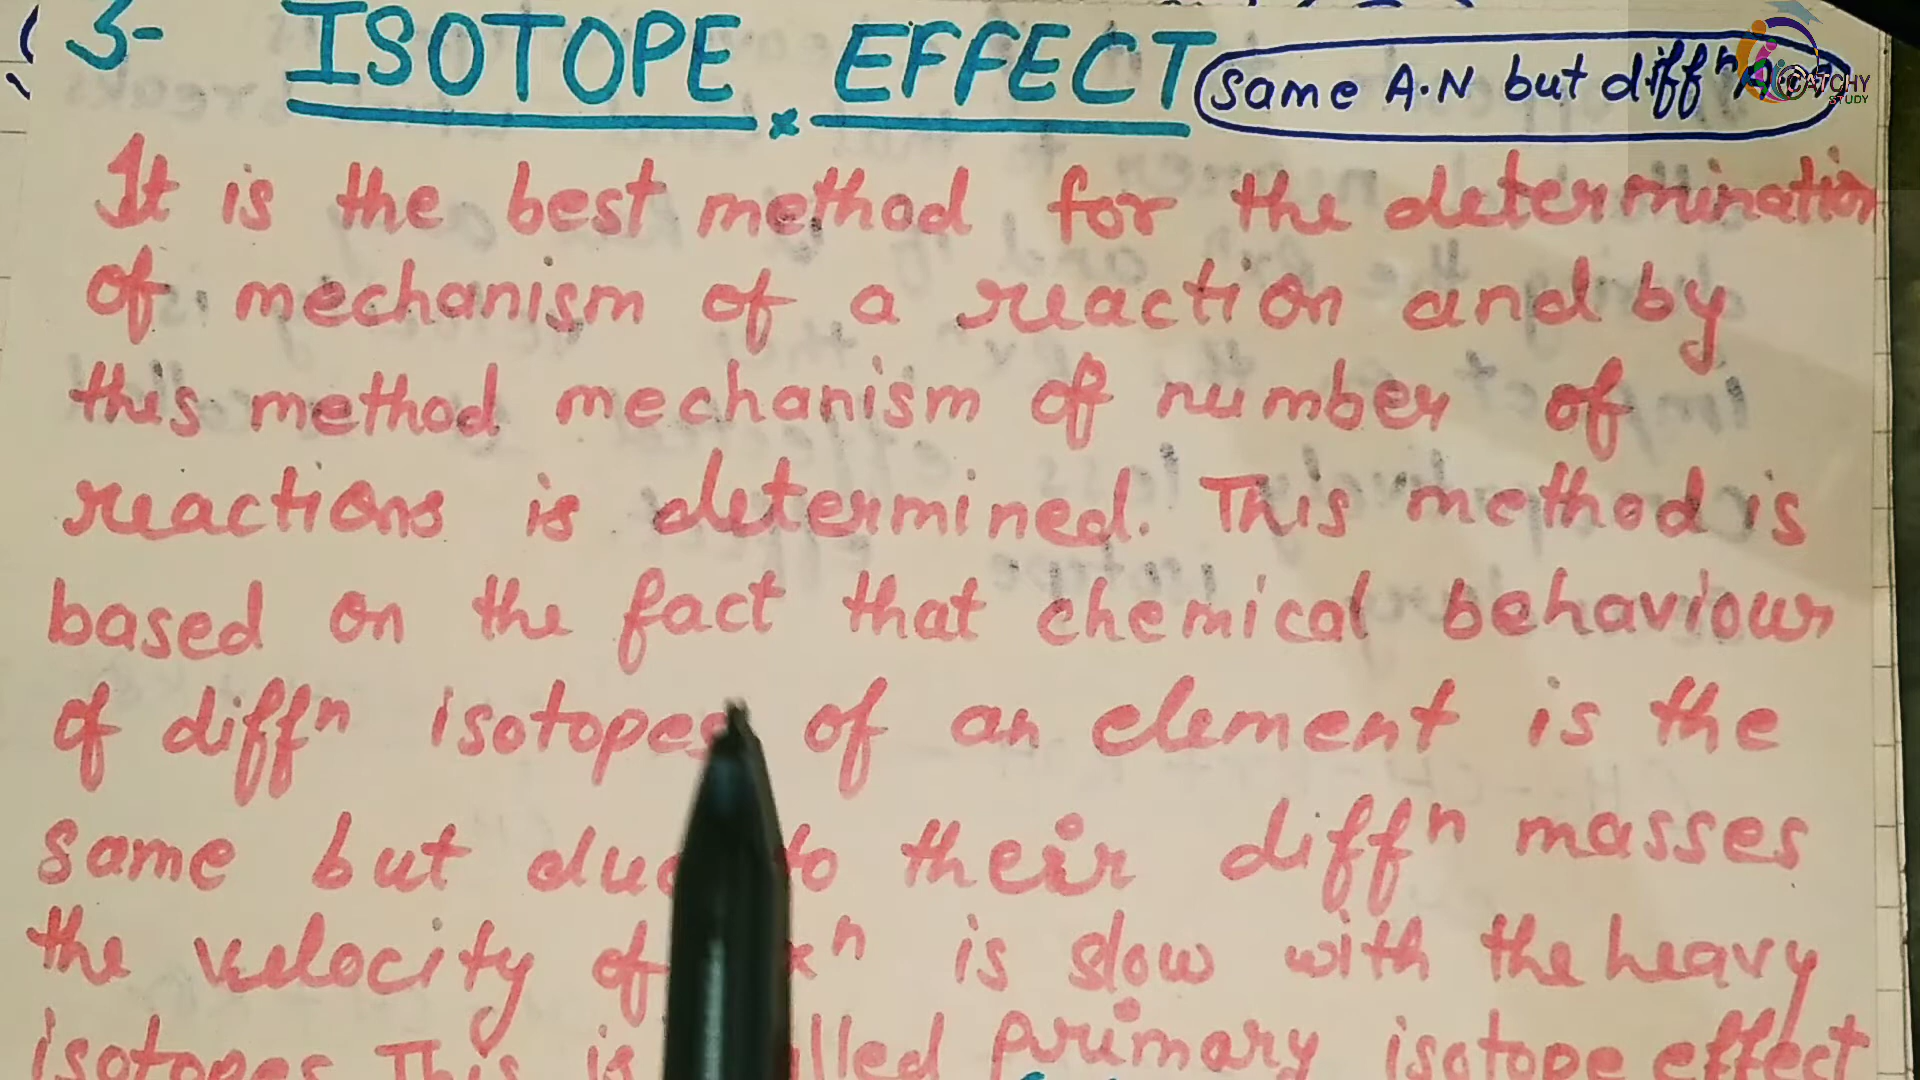 3- ISOTOPE EFFECT (same A.N but diffⁿ
CATCHY
STUDY
It is the best method for the determination
of mechanism of a reaction and by
this method mechanism of number of
reactions is determined. This method is
based on the fact that chemical behaviour
of diffⁿ isotopes of an element is the
same but due to their diffⁿ masses
the velocity of is slow with the heavy
isotopes This is primary isotope effect